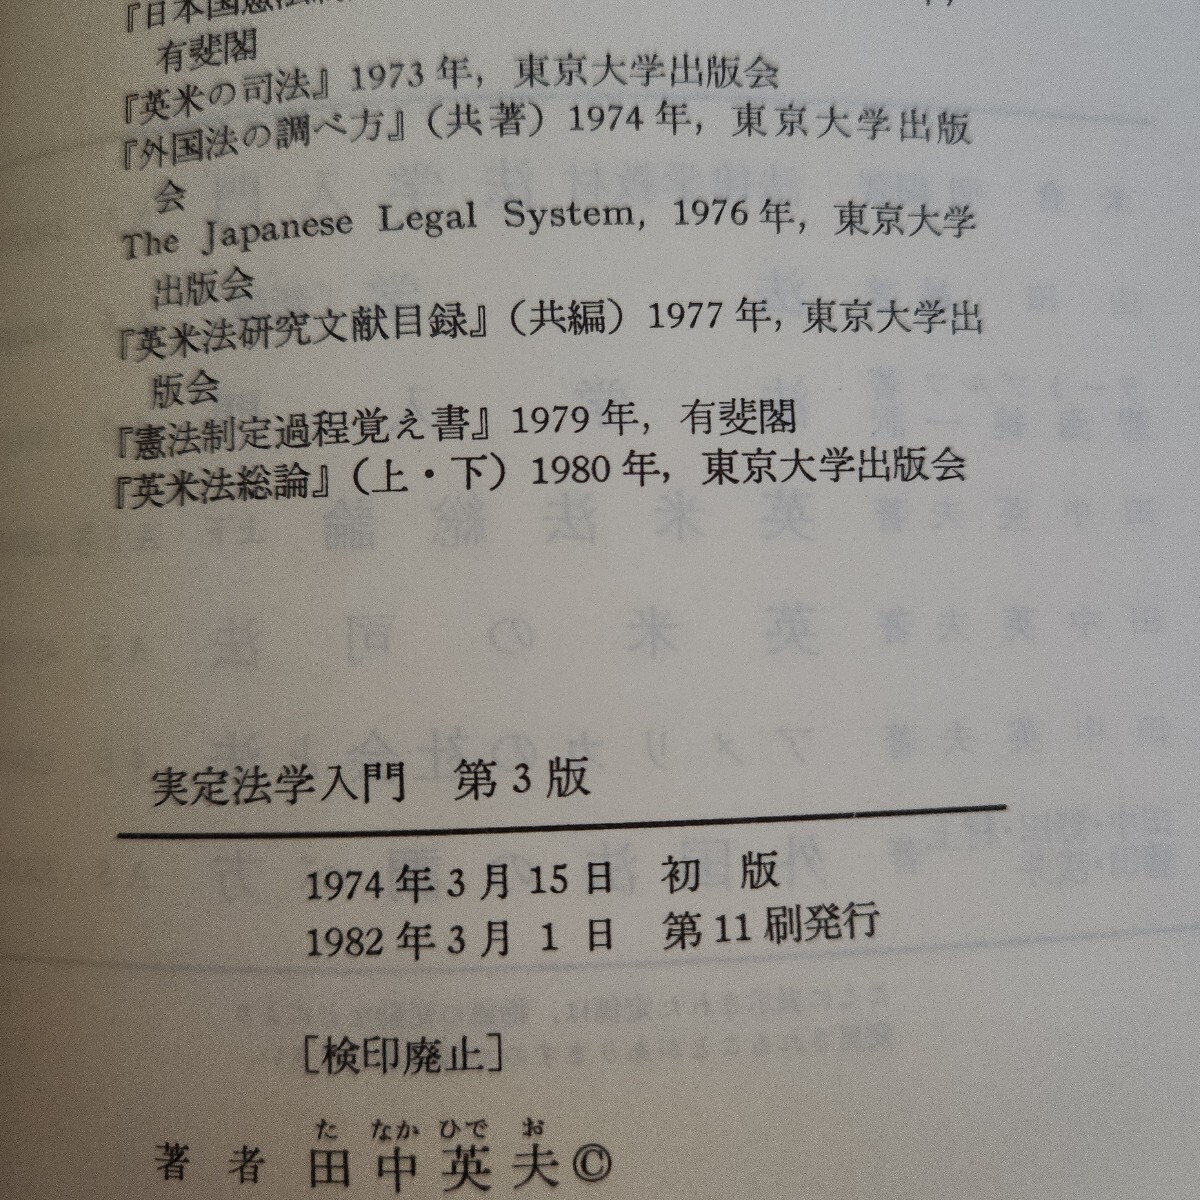 『日本国憲法
有斐閣
『英米の司法』1973年，東京大学出版会
『外国法の調べ方』（共著）1974年，東京大学出版
会
The Japanese Legal System, 1976年，東京大学
出版会
『英米法研究文献目録』（共編）1977年，東京大学出
版会
『憲法制定過程覚え書』1979年，有斐閣
『英米法総論』（上・下）1980年，東京大学出版会
実定法学入門　第3版
1974年3月15日　初　版
1982年3月1日　第11刷発行
［検印廃止］
た なか ひで お
著　者　田中英夫©